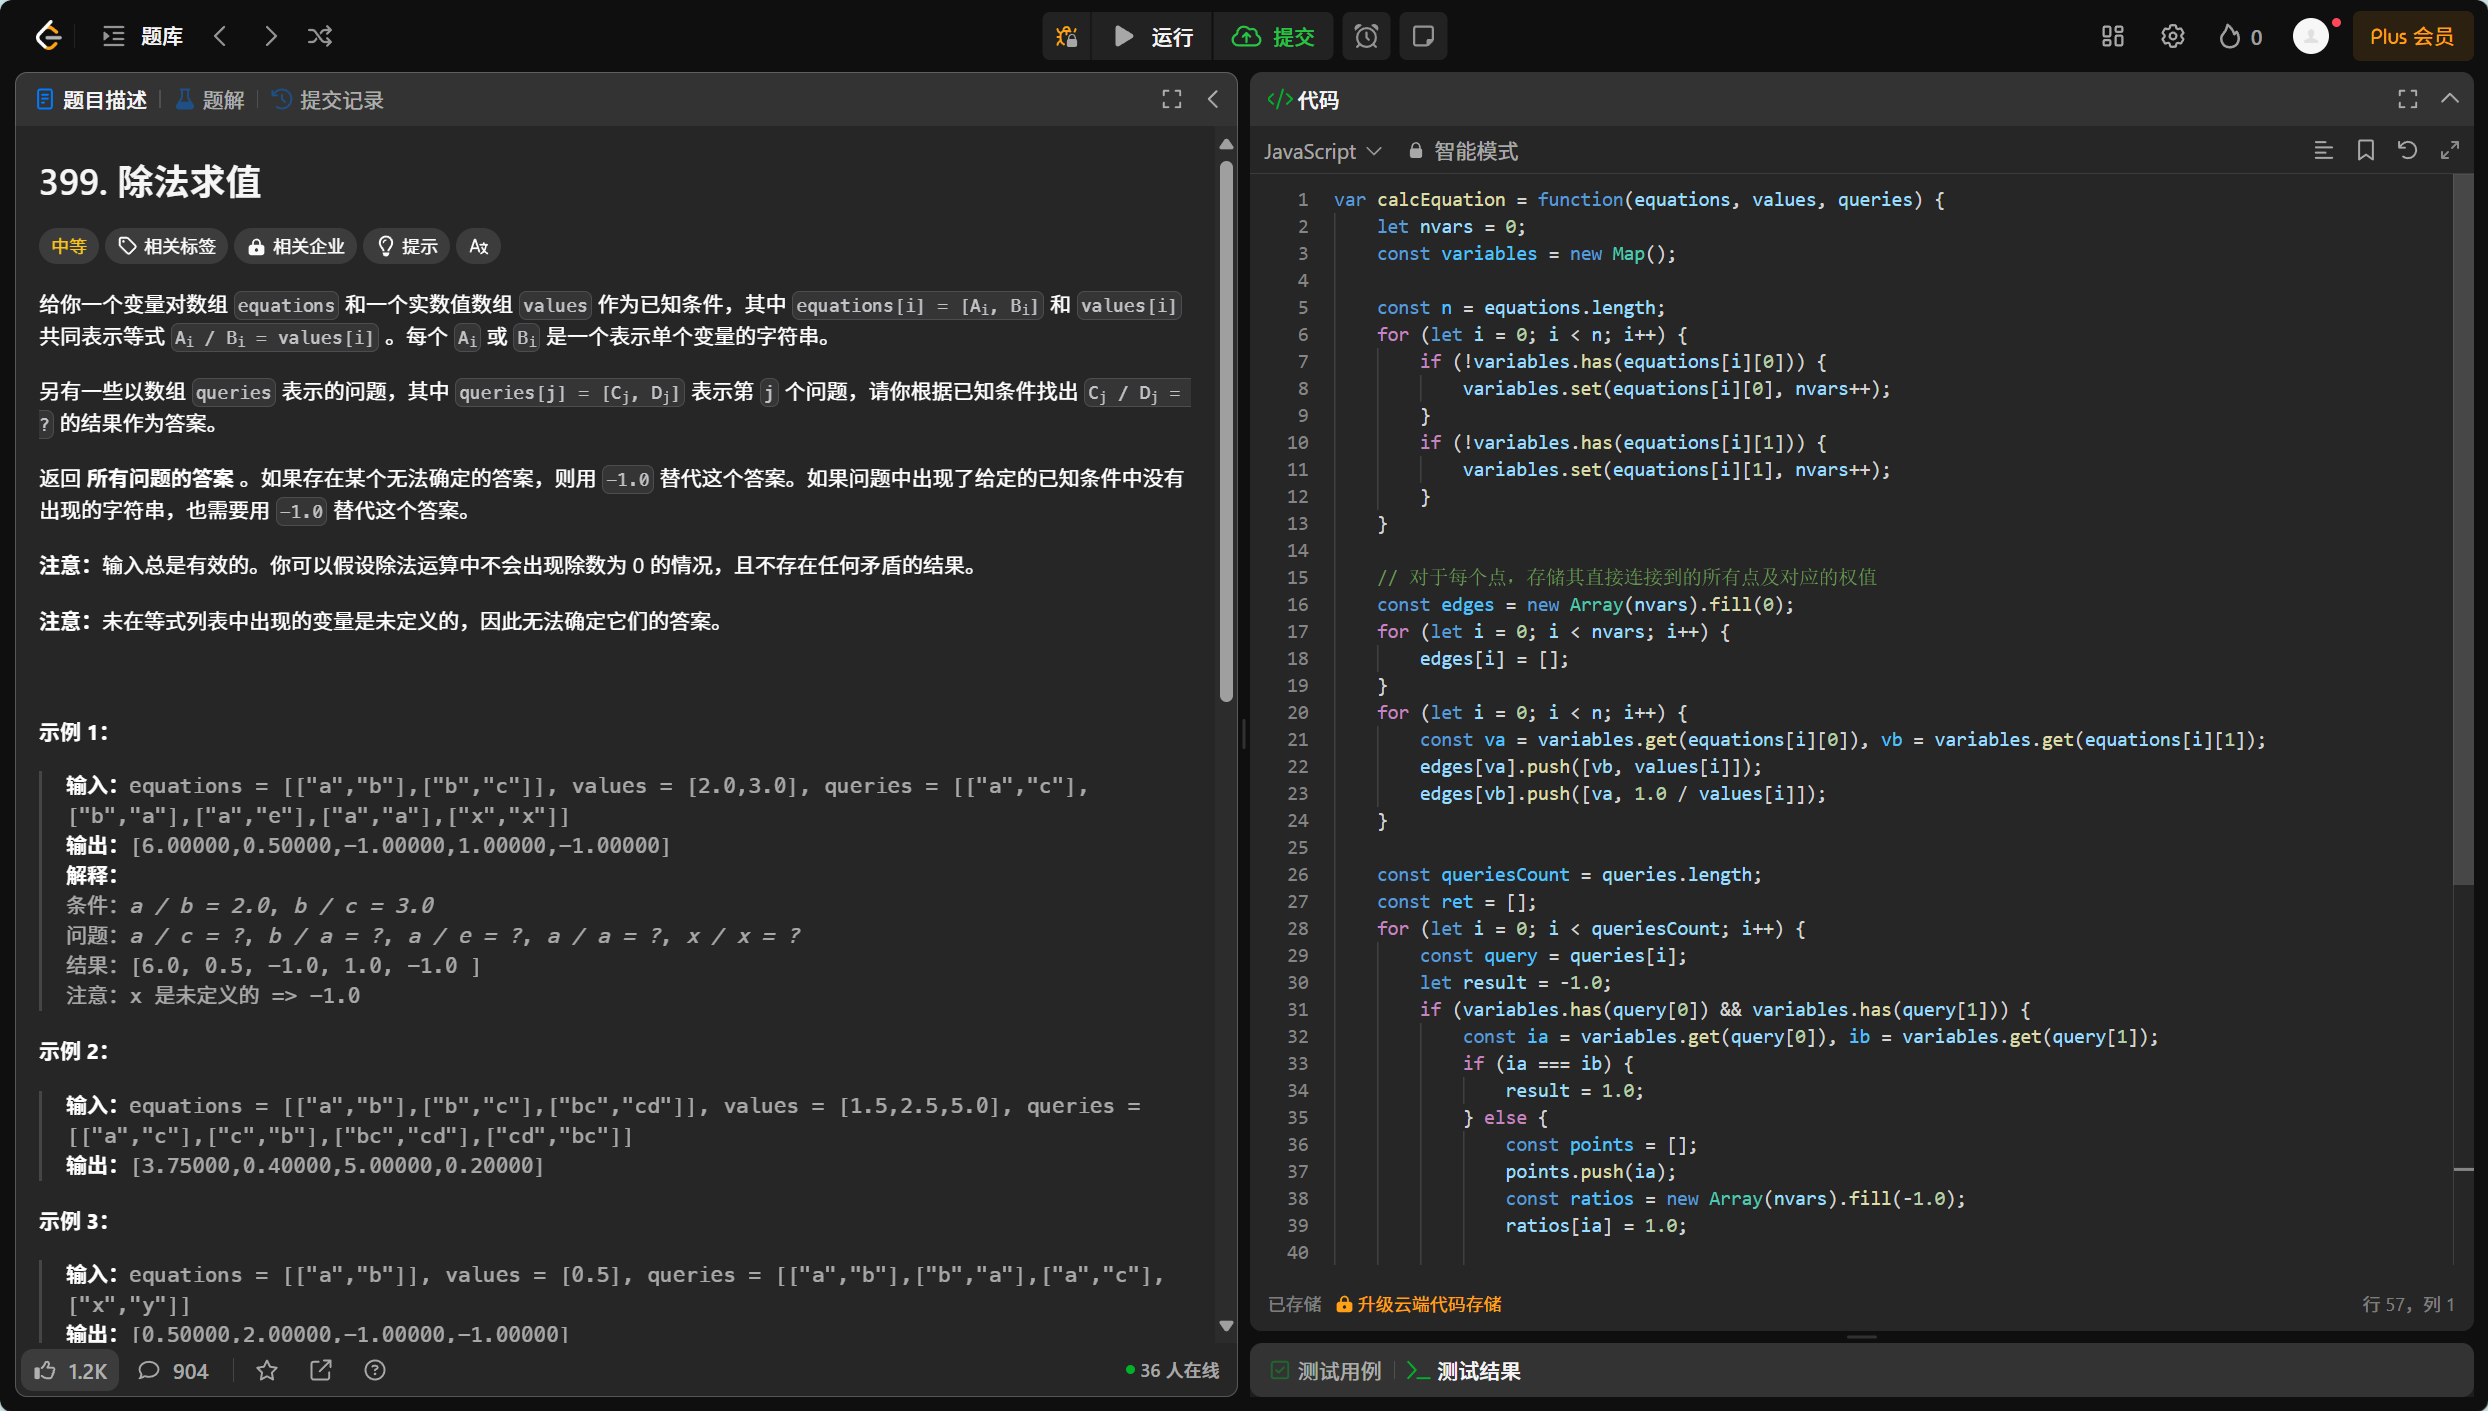 题库
运行
提交
0
Plus 会员
题目描述
题解
提交记录
399. 除法求值
中等
相关标签
相关企业
提示
给你一个变量对数组 equations 和一个实数值数组 values 作为已知条件，其中 equations[i] = [Ai, Bi] 和 values[i]
共同表示等式 Ai / Bi = values[i] 。每个 Ai 或 Bi 是一个表示单个变量的字符串。
另有一些以数组 queries 表示的问题，其中 queries[j] = [Cj, Dj] 表示第 j 个问题，请你根据已知条件找出 Cj / Dj =
? 的结果作为答案。
返回 所有问题的答案 。如果存在某个无法确定的答案，则用 -1.0 替代这个答案。如果问题中出现了给定的已知条件中没有
出现的字符串，也需要用 -1.0 替代这个答案。
注意：输入总是有效的。你可以假设除法运算中不会出现除数为 0 的情况，且不存在任何矛盾的结果。
注意：未在等式列表中出现的变量是未定义的，因此无法确定它们的答案。
示例 1：
输入：equations = [["a","b"],["b","c"]], values = [2.0,3.0], queries = [["a","c"],
["b","a"],["a","e"],["a","a"],["x","x"]]
输出：[6.00000,0.50000,-1.00000,1.00000,-1.00000]
解释：
条件：a / b = 2.0, b / c = 3.0
问题：a / c = ?, b / a = ?, a / e = ?, a / a = ?, x / x = ?
结果：[6.0, 0.5, -1.0, 1.0, -1.0 ]
注意：x 是未定义的 => -1.0
示例 2：
输入：equations = [["a","b"],["b","c"],["bc","cd"]], values = [1.5,2.5,5.0], queries =
[["a","c"],["c","b"],["bc","cd"],["cd","bc"]]
输出：[3.75000,0.40000,5.00000,0.20000]
示例 3：
输入：equations = [["a","b"]], values = [0.5], queries = [["a","b"],["b","a"],["a","c"],
["x","y"]]
输出：[0.50000,2.00000,-1.00000,-1.00000]
1.2K
904
36 人在线
</>代码
JavaScript
智能模式
1 var calcEquation = function(equations, values, queries) {
2 let nvars = 0;
3 const variables = new Map();
4
5 const n = equations.length;
6 for (let i = 0; i < n; i++) {
7 if (!variables.has(equations[i][0])) {
8 variables.set(equations[i][0], nvars++);
9 }
10 if (!variables.has(equations[i][1])) {
11 variables.set(equations[i][1], nvars++);
12 }
13 }
14
15 // 对于每个点，存储其直接连接到的所有点及对应的权值
16 const edges = new Array(nvars).fill(0);
17 for (let i = 0; i < nvars; i++) {
18 edges[i] = [];
19 }
20 for (let i = 0; i < n; i++) {
21 const va = variables.get(equations[i][0]), vb = variables.get(equations[i][1]);
22 edges[va].push([vb, values[i]]);
23 edges[vb].push([va, 1.0 / values[i]]);
24 }
25
26 const queriesCount = queries.length;
27 const ret = [];
28 for (let i = 0; i < queriesCount; i++) {
29 const query = queries[i];
30 let result = -1.0;
31 if (variables.has(query[0]) && variables.has(query[1])) {
32 const ia = variables.get(query[0]), ib = variables.get(query[1]);
33 if (ia === ib) {
34 result = 1.0;
35 } else {
36 const points = [];
37 points.push(ia);
38 const ratios = new Array(nvars).fill(-1.0);
39 ratios[ia] = 1.0;
40
已存储
升级云端代码存储
行 57，列 1
测试用例
测试结果